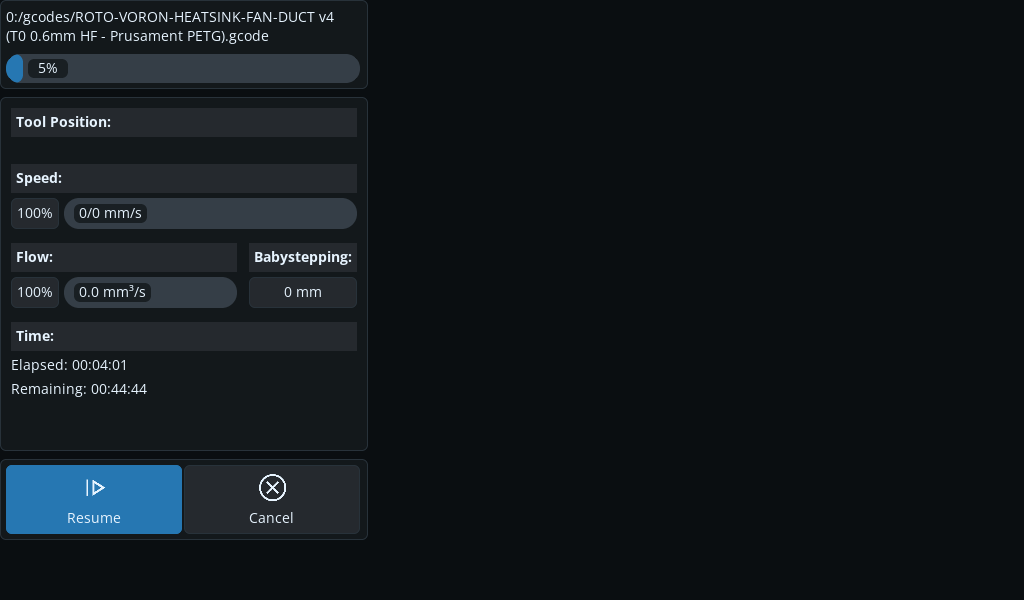 0:/gcodes/ROTO-VORON-HEATSINK-FAN-DUCT v4
(T0 0.6mm HF - Prusament PETG).gcode
5%
Tool Position:
Speed:
100% 0/0 mm/s
Flow: Babystepping:
100% 0.0 mm³/s 0 mm
Time:
Elapsed: 00:04:01
Remaining: 00:44:44
Resume Cancel